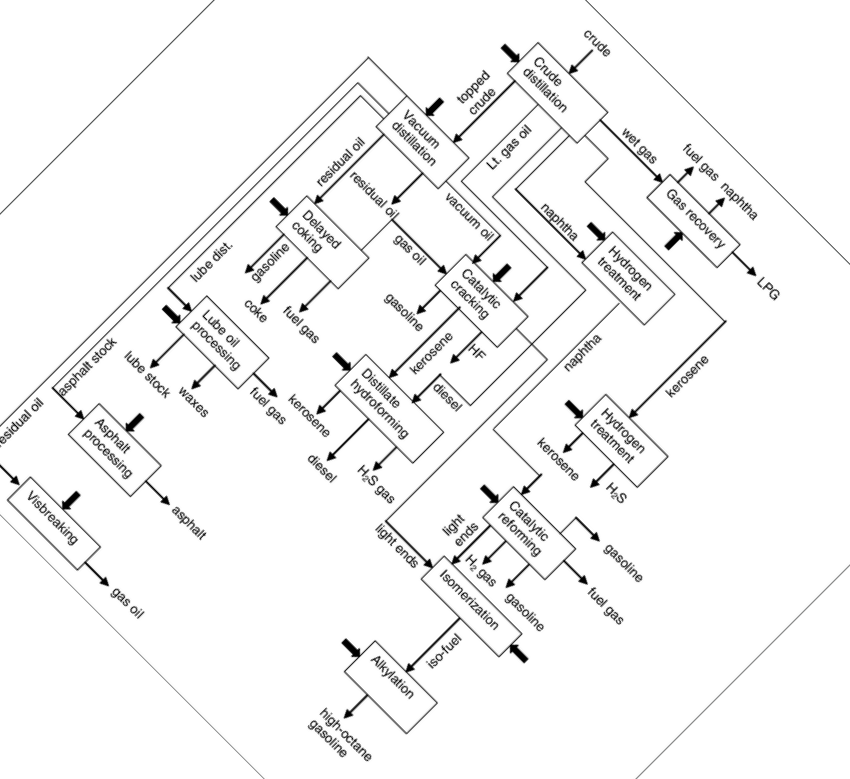 crude
Crude
distillation
topped
crude
wet gas
fuel gas
naphtha
Gas recovery
LPG
Vacuum
distillation
Lt. gas oil
residual oil
residual oil
vacuum oil
naphtha
Hydrogen
treatment
Delayed
coking
gasoline
coke
fuel gas
gas oil
Catalytic
cracking
gasoline
kerosene
HF
naphtha
kerosene
lube dist.
Lube oil
processing
lube stock
waxes
fuel gas
Distillate
hydroforming
diesel
kerosene
diesel
H₂S gas
Hydrogen
treatment
kerosene
H₂S
asphalt stock
Asphalt
processing
asphalt
residual oil
Visbreaking
gas oil
light ends
light
ends
Catalytic
reforming
H₂ gas
gasoline
gasoline
fuel gas
Isomerization
iso-fuel
Alkylation
high-octane
gasoline